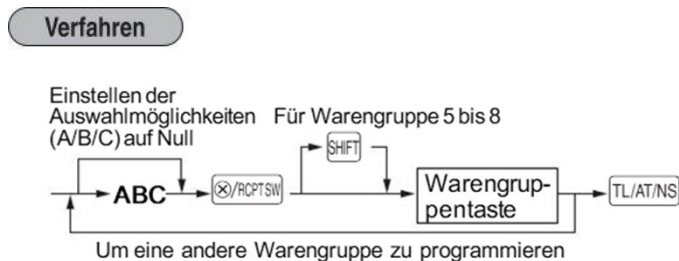 Verfahren
Einstellen der
Auswahlmöglichkeiten Für Warengruppe 5 bis 8
(A/B/C) auf Null
SHIFT
ABC ⊗/RCPTSW Warengrup- TL/AT/NS
pentaste
Um eine andere Warengruppe zu programmieren